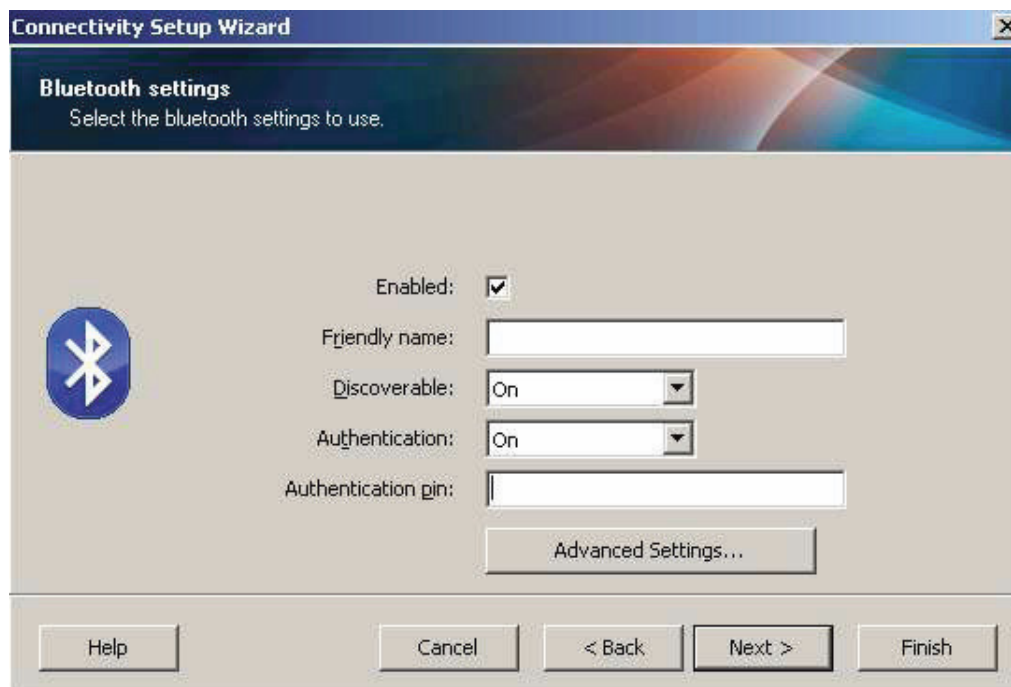 Connectivity Setup Wizard
Bluetooth settings
Select the bluetooth settings to use.
Enabled:
Friendly name:
Discoverable: On
Authentication: On
Authentication pin:
Advanced Settings...
Help Cancel < Back Next > Finish